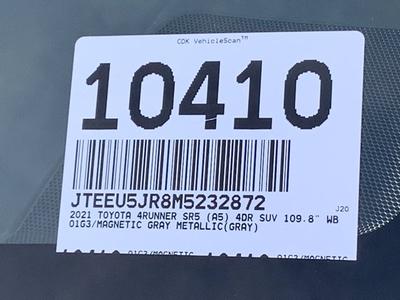 CDK VehicleScan™
10410
JTEEU5JR8M5232872
J20
2021 TOYOTA 4RUNNER SR5 (A5) 4DR SUV 109.8" WB
01G3/MAGNETIC GRAY METALLIC(GRAY)